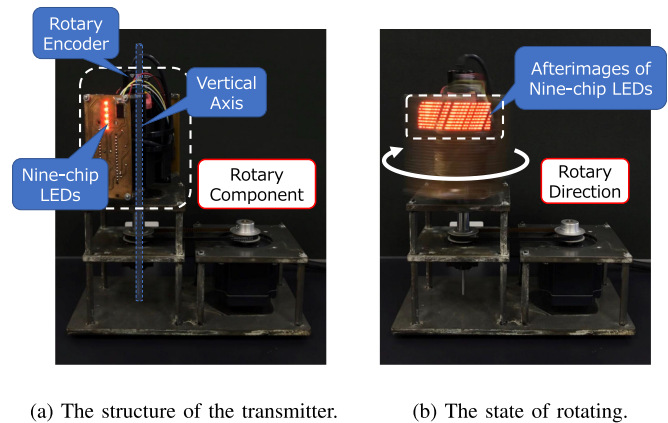 Rotary
Encoder
Vertical
Axis
Nine-chip
LEDs
Rotary
Component
Afterimages of
Nine-chip LEDs
Rotary
Direction
(a) The structure of the transmitter.
(b) The state of rotating.